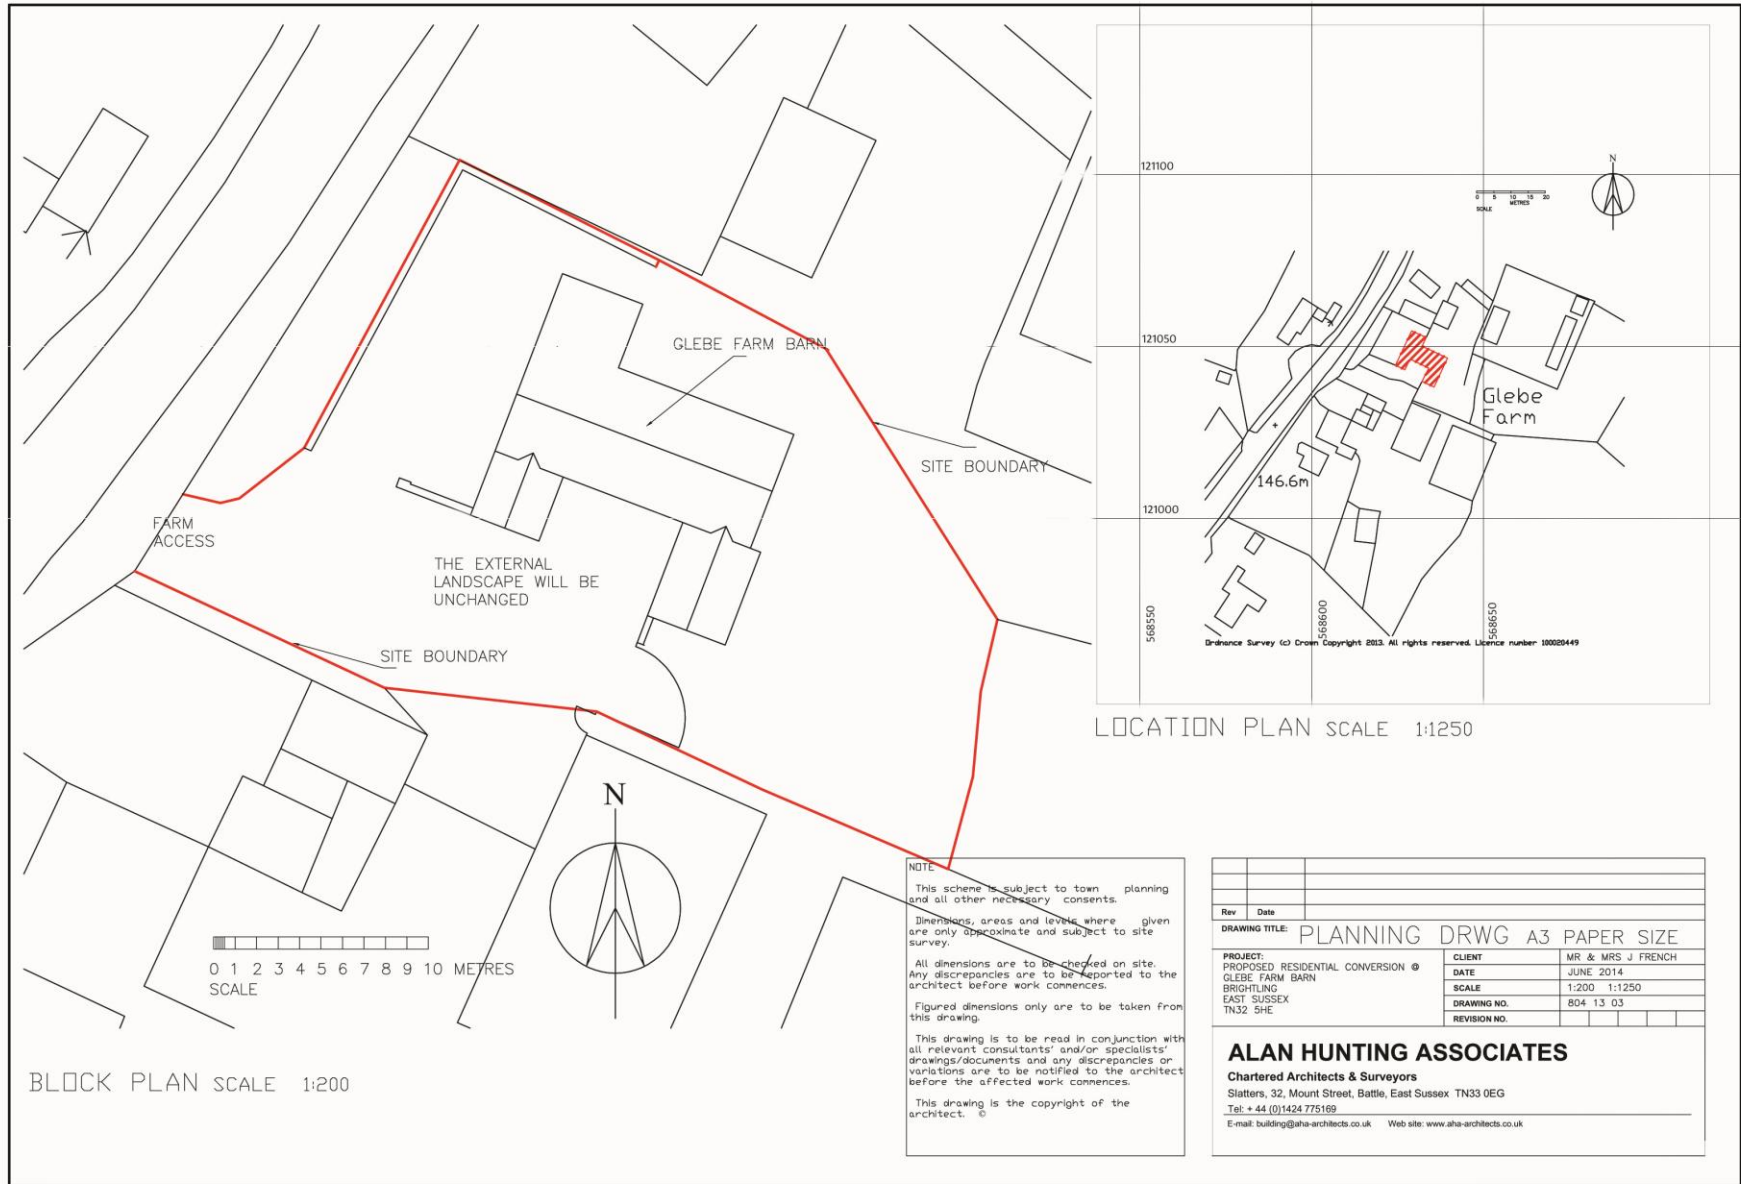 GLEBE FARM BARN
SITE BOUNDARY
FARM
ACCESS
THE EXTERNAL
LANDSCAPE WILL BE
UNCHANGED
SITE BOUNDARY
N
0 1 2 3 4 5 6 7 8 9 10 METRES
SCALE
BLOCK PLAN SCALE 1:200
121100
N
0 5 10 15 20
METRES
SCALE
121050
Glebe
Farm
146.6m
121000
568550
568600
568650
Ordnance Survey (c) Crown Copyright 2013. All rights reserved. Licence number 100020449
LOCATION PLAN SCALE 1:1250
NOTE
This scheme is subject to town planning
and all other necessary consents.
Dimensions, areas and levels where given
are only approximate and subject to site
survey.
All dimensions are to be checked on site.
Any discrepancies are to be reported to the
architect before work commences.
Figured dimensions only are to be taken from
this drawing.
This drawing is to be read in conjunction with
all relevant consultants' and/or specialists'
drawings/documents and any discrepancies or
variations are to be notified to the architect
before the affected work commences.
This drawing is the copyright of the
architect. ©
Rev Date
DRAWING TITLE: PLANNING DRWG A3 PAPER SIZE
PROJECT:
PROPOSED RESIDENTIAL CONVERSION @
GLEBE FARM BARN
BRIGHTLING
EAST SUSSEX
TN32 5HE
CLIENT MR & MRS J FRENCH
DATE JUNE 2014
SCALE 1:200 1:1250
DRAWING NO. 804 13 03
REVISION NO.
ALAN HUNTING ASSOCIATES
Chartered Architects & Surveyors
Slatters, 32, Mount Street, Battle, East Sussex TN33 0EG
Tel: + 44 (0)1424 775169
E-mail: building@aha-architects.co.uk Web site: www.aha-architects.co.uk